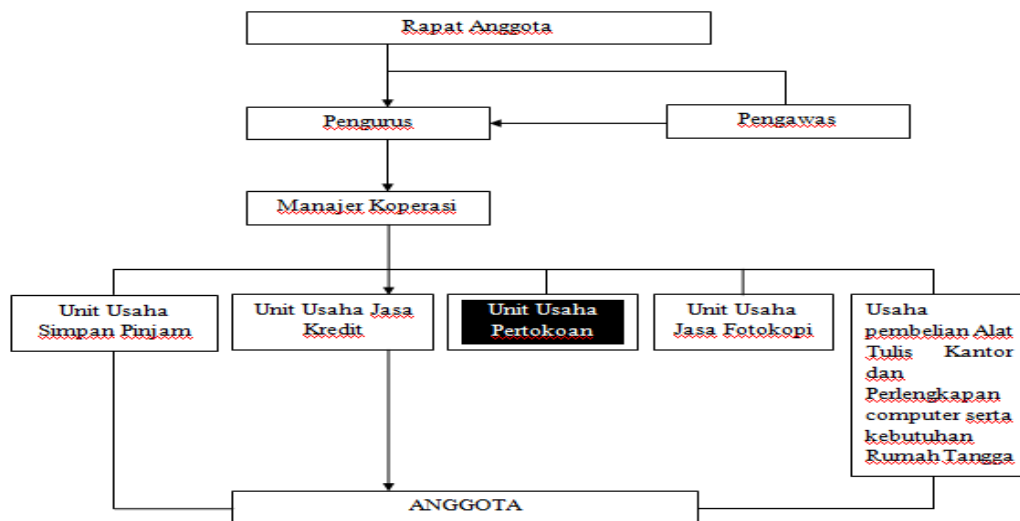 Rapat Anggota
Pengurus
Pengawas
Manajer Koperasi
Unit Usaha
Simpan Pinjam
Unit Usaha Jasa
Kredit
Unit Usaha
Pertokoan
Unit Usaha
Jasa Fotokopi
Usaha
pembelian Alat
Tulis Kantor
dan
Perlengkapan
computer serta
kebutuhan
Rumah Tangga
ANGGOTA